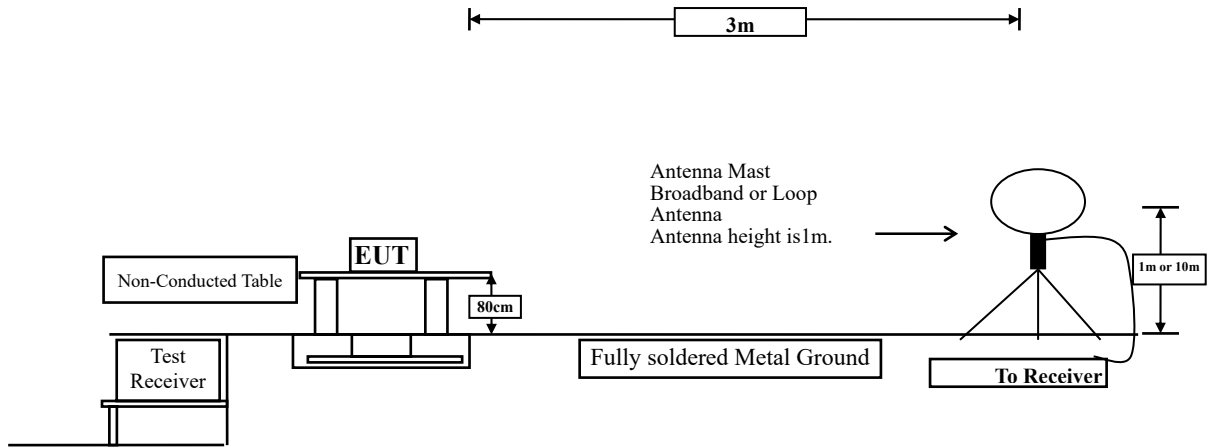 3m
Antenna Mast
Broadband or Loop
Antenna
Antenna height is1m.
EUT
Non-Conducted Table
80cm
1m or 10m
Test
Receiver
Fully soldered Metal Ground
To Receiver